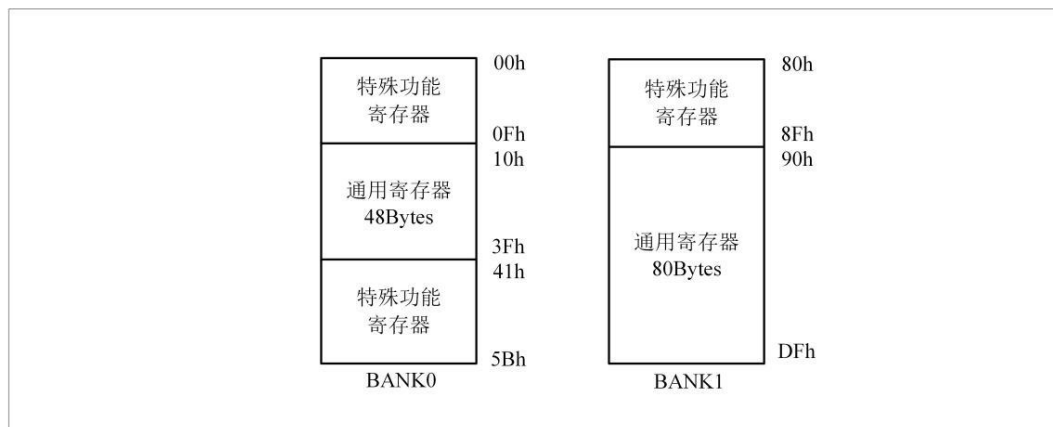 00h
特殊功能
寄存器
0Fh
10h
通用寄存器
48Bytes
3Fh
41h
特殊功能
寄存器
5Bh
BANK0
80h
特殊功能
寄存器
8Fh
90h
通用寄存器
80Bytes
DFh
BANK1